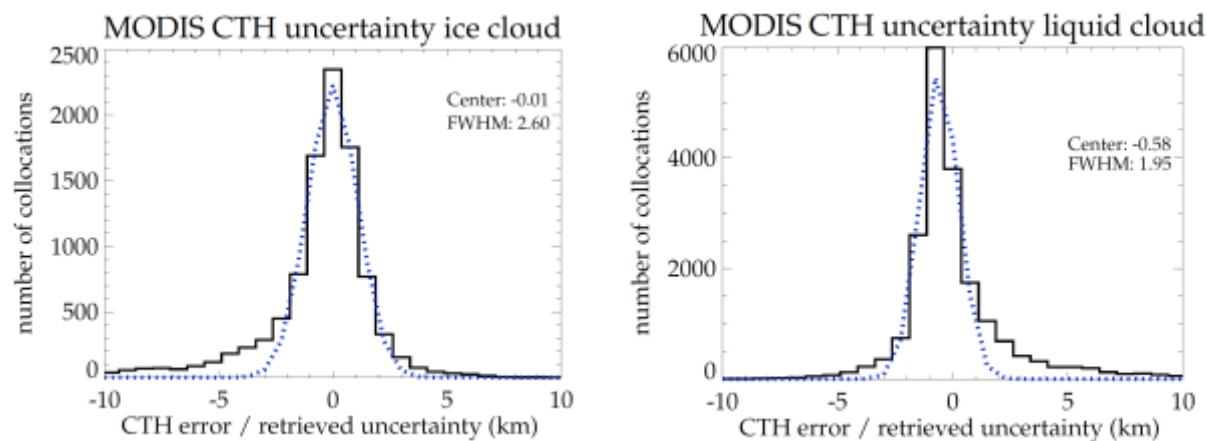 MODIS CTH uncertainty ice cloud
2500
2000
1500
1000
500
0
number of collocations
Center: -0.01
FWHM: 2.60
-10
-5
0
5
10
CTH error / retrieved uncertainty (km)
MODIS CTH uncertainty liquid cloud
6000
4000
2000
0
number of collocations
Center: -0.58
FWHM: 1.95
-10
-5
0
5
10
CTH error / retrieved uncertainty (km)